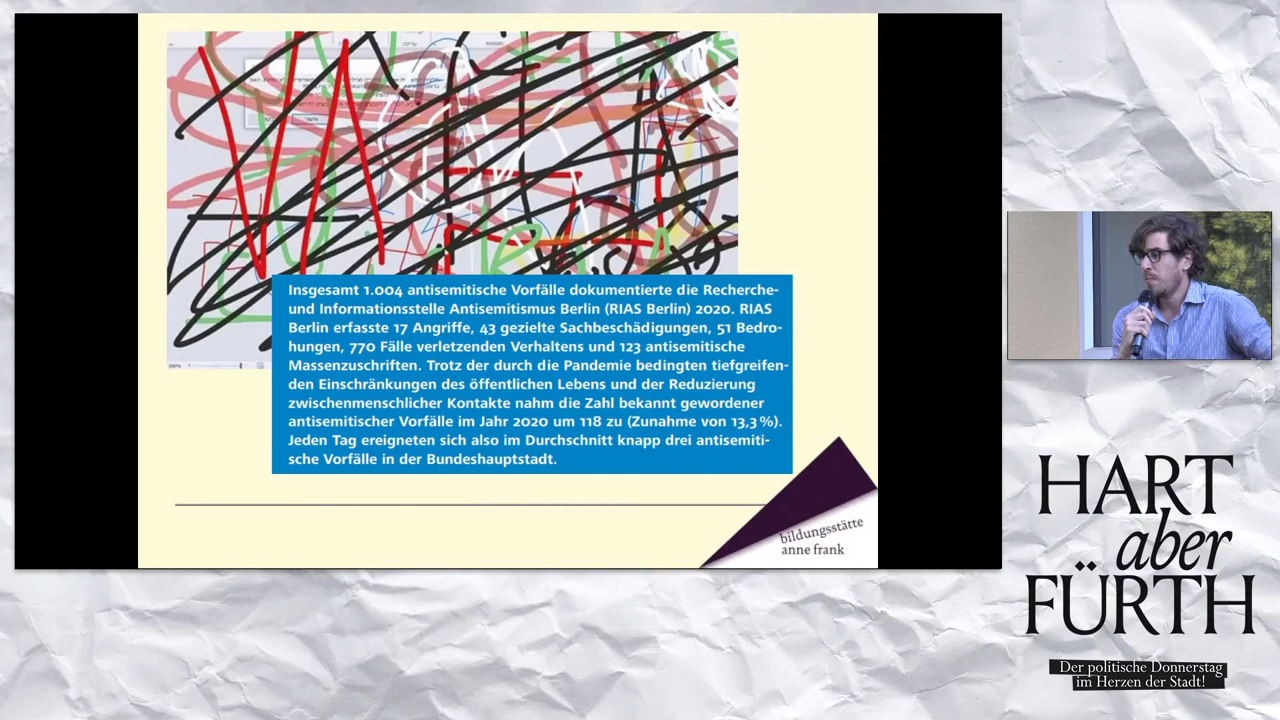 Insgesamt 1.004 antisemitische Vorfälle dokumentierte die Recherche-
und Informationsstelle Antisemitismus Berlin (RIAS Berlin) 2020. RIAS
Berlin erfasste 17 Angriffe, 43 gezielte Sachbeschädigungen, 51 Bedro-
hungen, 770 Fälle verletzenden Verhaltens und 123 antisemitische
Massenzuschriften. Trotz der durch die Pandemie bedingten tiefgreifen-
den Einschränkungen des öffentlichen Lebens und der Reduzierung
zwischenmenschlicher Kontakte nahm die Zahl bekannt gewordener
antisemitischer Vorfälle im Jahr 2020 um 118 zu (Zunahme von 13,3 %).
Jeden Tag ereigneten sich also im Durchschnitt knapp drei antisemiti-
sche Vorfälle in der Bundeshauptstadt.
bildungsstätte
anne frank
HART
aber
FÜRTH
Der politische Donnerstag
im Herzen der Stadt!